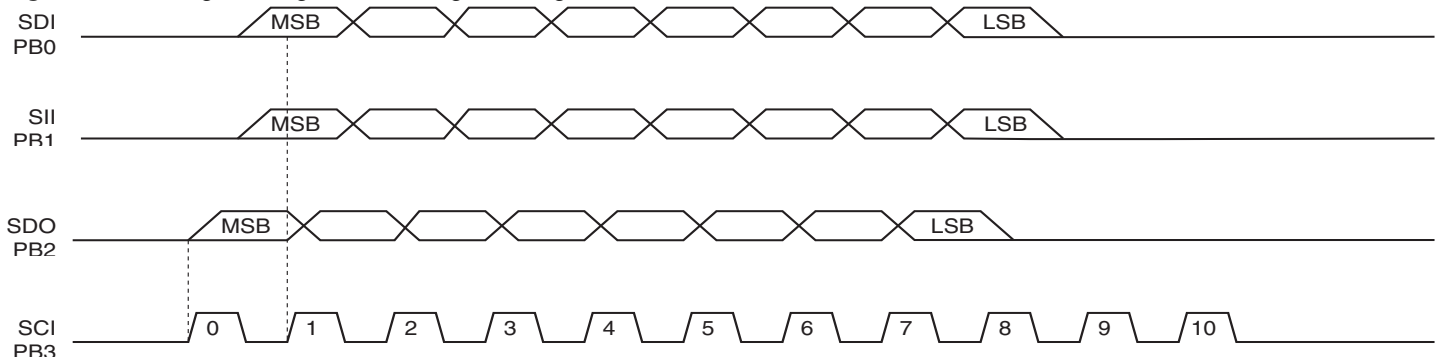 SDI
PB0
MSB
LSB
SII
PB1
MSB
LSB
SDO
PB2
MSB
LSB
SCI
PB3
0 1 2 3 4 5 6 7 8 9 10